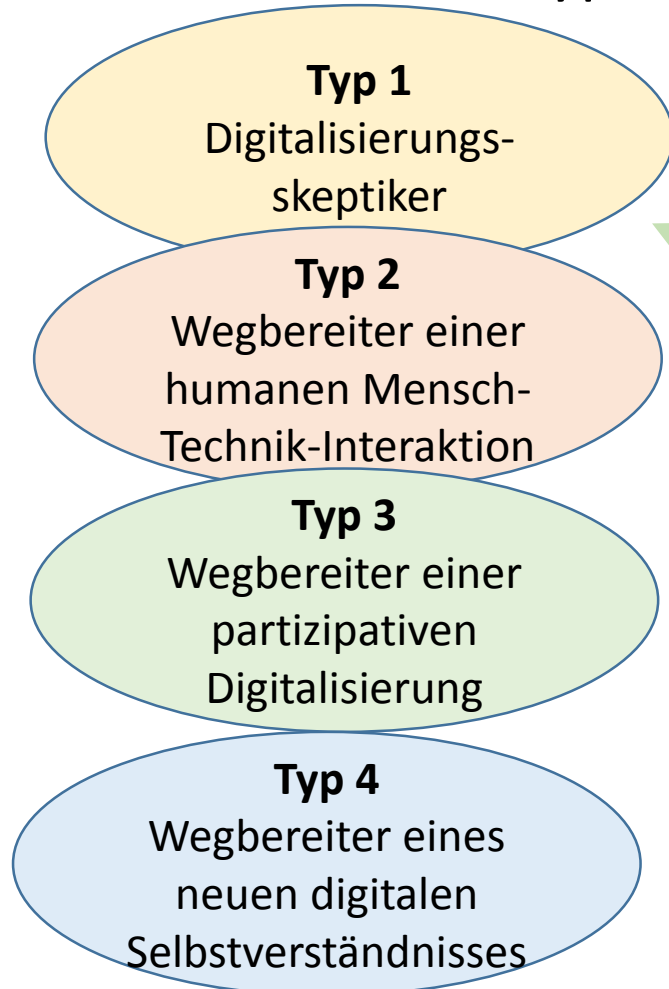 Typ 1
Digitalisierungs-
skeptiker
Typ 2
Wegbereiter einer
humanen Mensch-
Technik-Interaktion
Typ 3
Wegbereiter einer
partizipativen
Digitalisierung
Typ 4
Wegbereiter eines
neuen digitalen
Selbstverständnisses